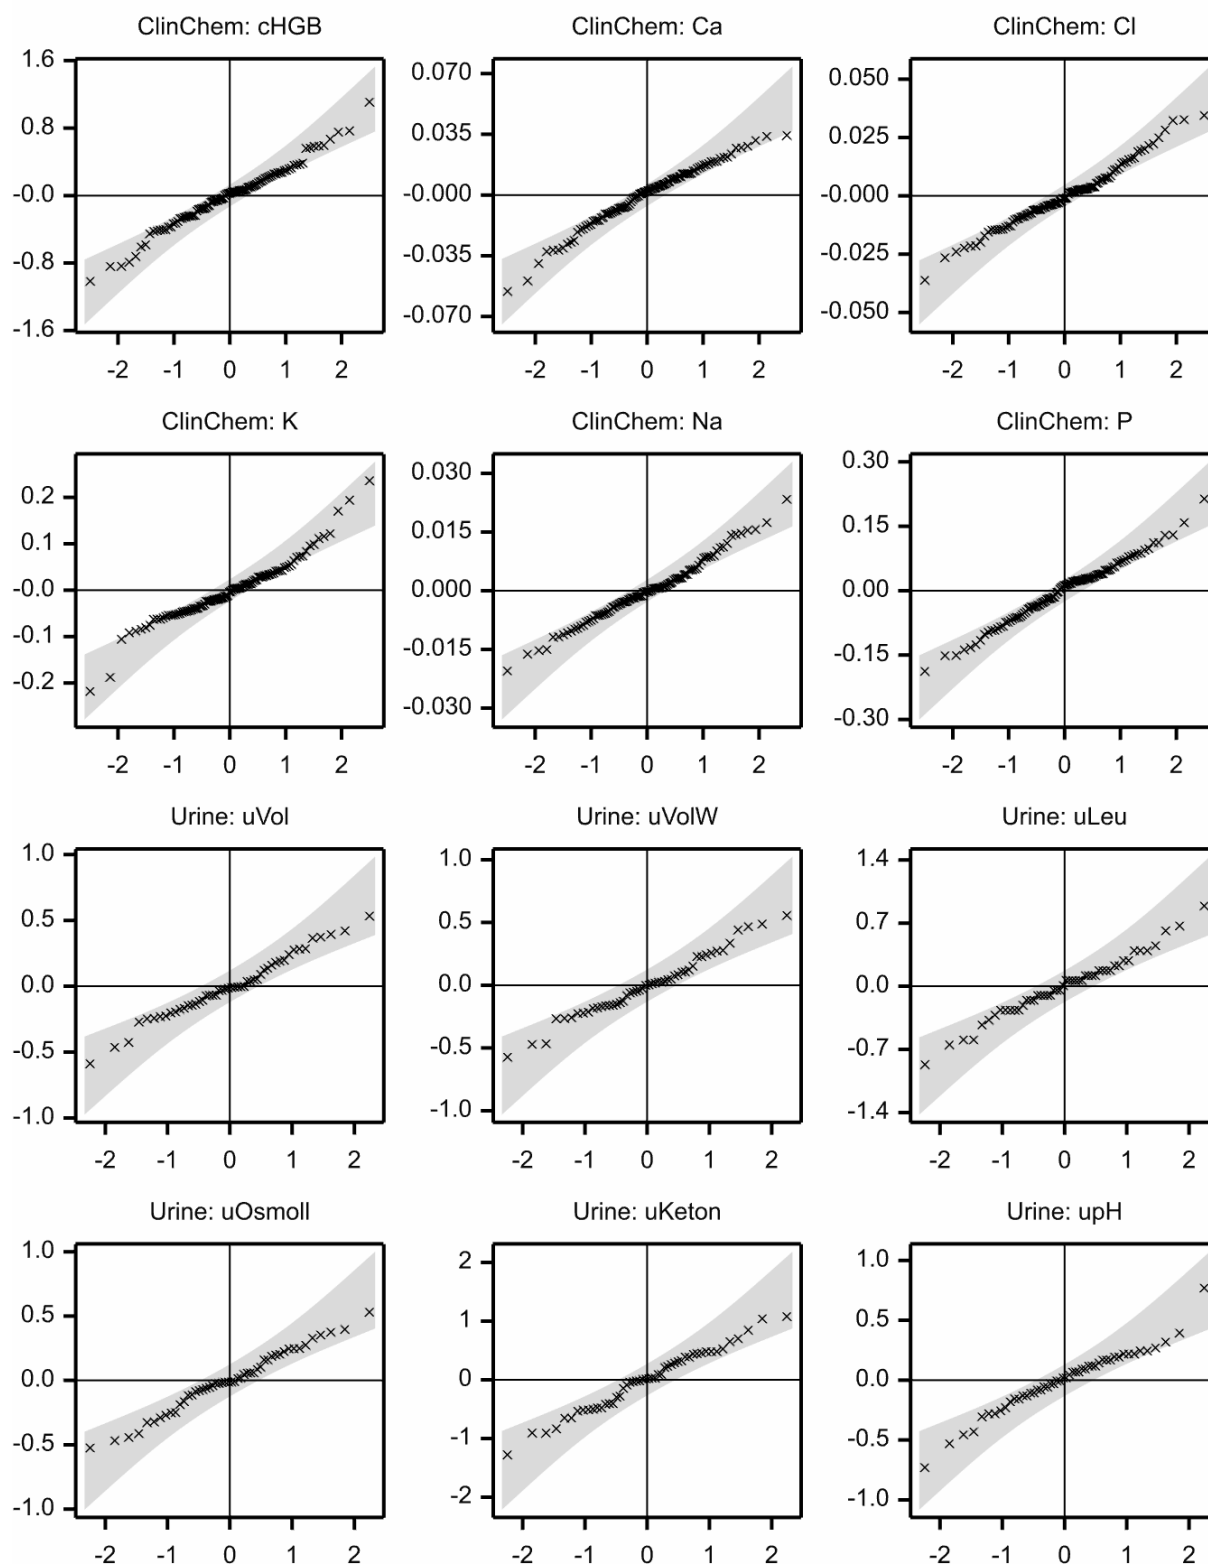 ClinChem: cHGB
1.6
0.8
-0.0
-0.8
-1.6
-2 -1 0 1 2
ClinChem: Ca
0.070
0.035
-0.000
-0.035
-0.070
-2 -1 0 1 2
ClinChem: Cl
0.050
0.025
-0.000
-0.025
-0.050
-2 -1 0 1 2
ClinChem: K
0.2
0.1
-0.0
-0.1
-0.2
-2 -1 0 1 2
ClinChem: Na
0.030
0.015
0.000
-0.015
-0.030
-2 -1 0 1 2
ClinChem: P
0.30
0.15
0.00
-0.15
-0.30
-2 -1 0 1 2
Urine: uVol
1.0
0.5
0.0
-0.5
-1.0
-2 -1 0 1 2
Urine: uVolW
1.0
0.5
0.0
-0.5
-1.0
-2 -1 0 1 2
Urine: uLeu
1.4
0.7
0.0
-0.7
-1.4
-2 -1 0 1 2
Urine: uOsmoll
1.0
0.5
0.0
-0.5
-1.0
-2 -1 0 1 2
Urine: uKeton
2
1
0
-1
-2
-2 -1 0 1 2
Urine: upH
1.0
0.5
0.0
-0.5
-1.0
-2 -1 0 1 2